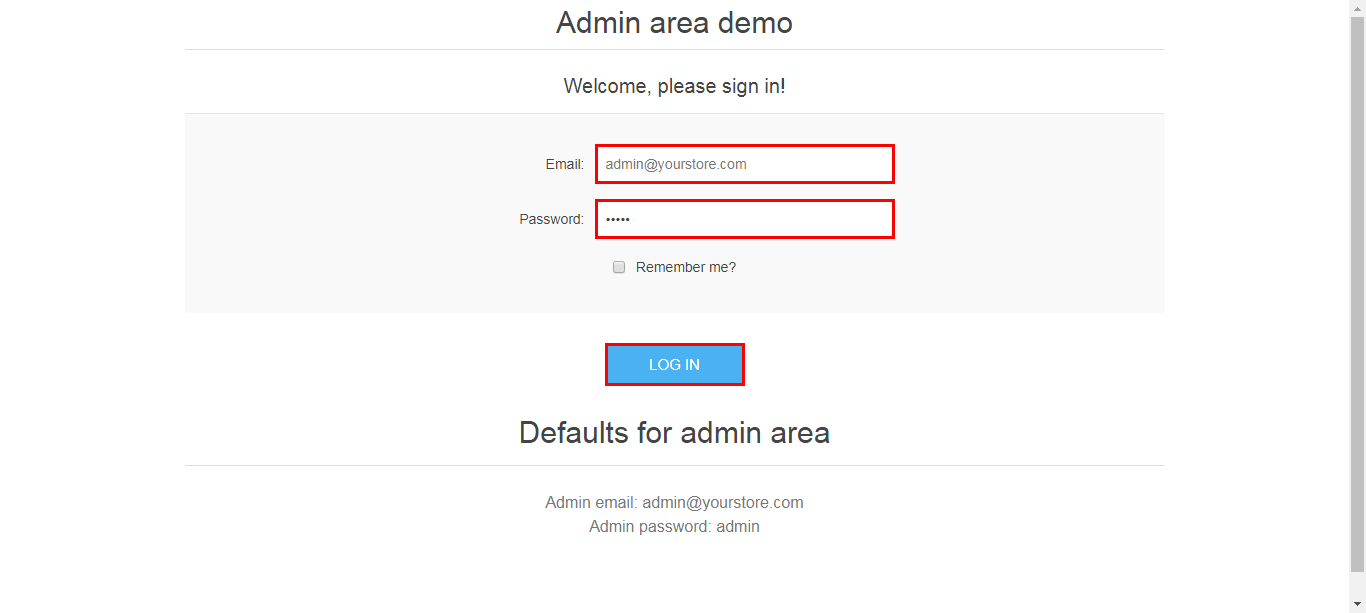 Admin area demo
Welcome, please sign in!
Email: admin@yourstore.com
Password: •••••
Remember me?
LOG IN
Defaults for admin area
Admin email: admin@yourstore.com
Admin password: admin